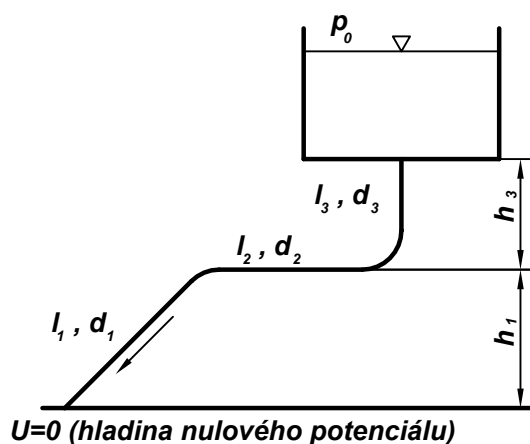 p₀
l₃ , d₃
h₃
l₂ , d₂
l₁ , d₁
h₁
U=0 (hladina nulového potenciálu)